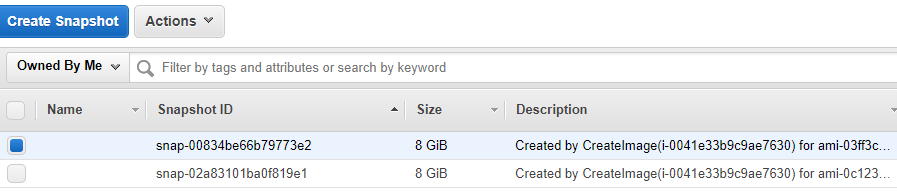 Create Snapshot Actions
Owned By Me Filter by tags and attributes or search by keyword
Name Snapshot ID Size Description
snap-00834be66b79773e2 8 GiB Created by CreateImage(i-0041e33b9c9ae7630) for ami-03ff3c...
snap-02a83101ba0f819e1 8 GiB Created by CreateImage(i-0041e33b9c9ae7630) for ami-0c123...